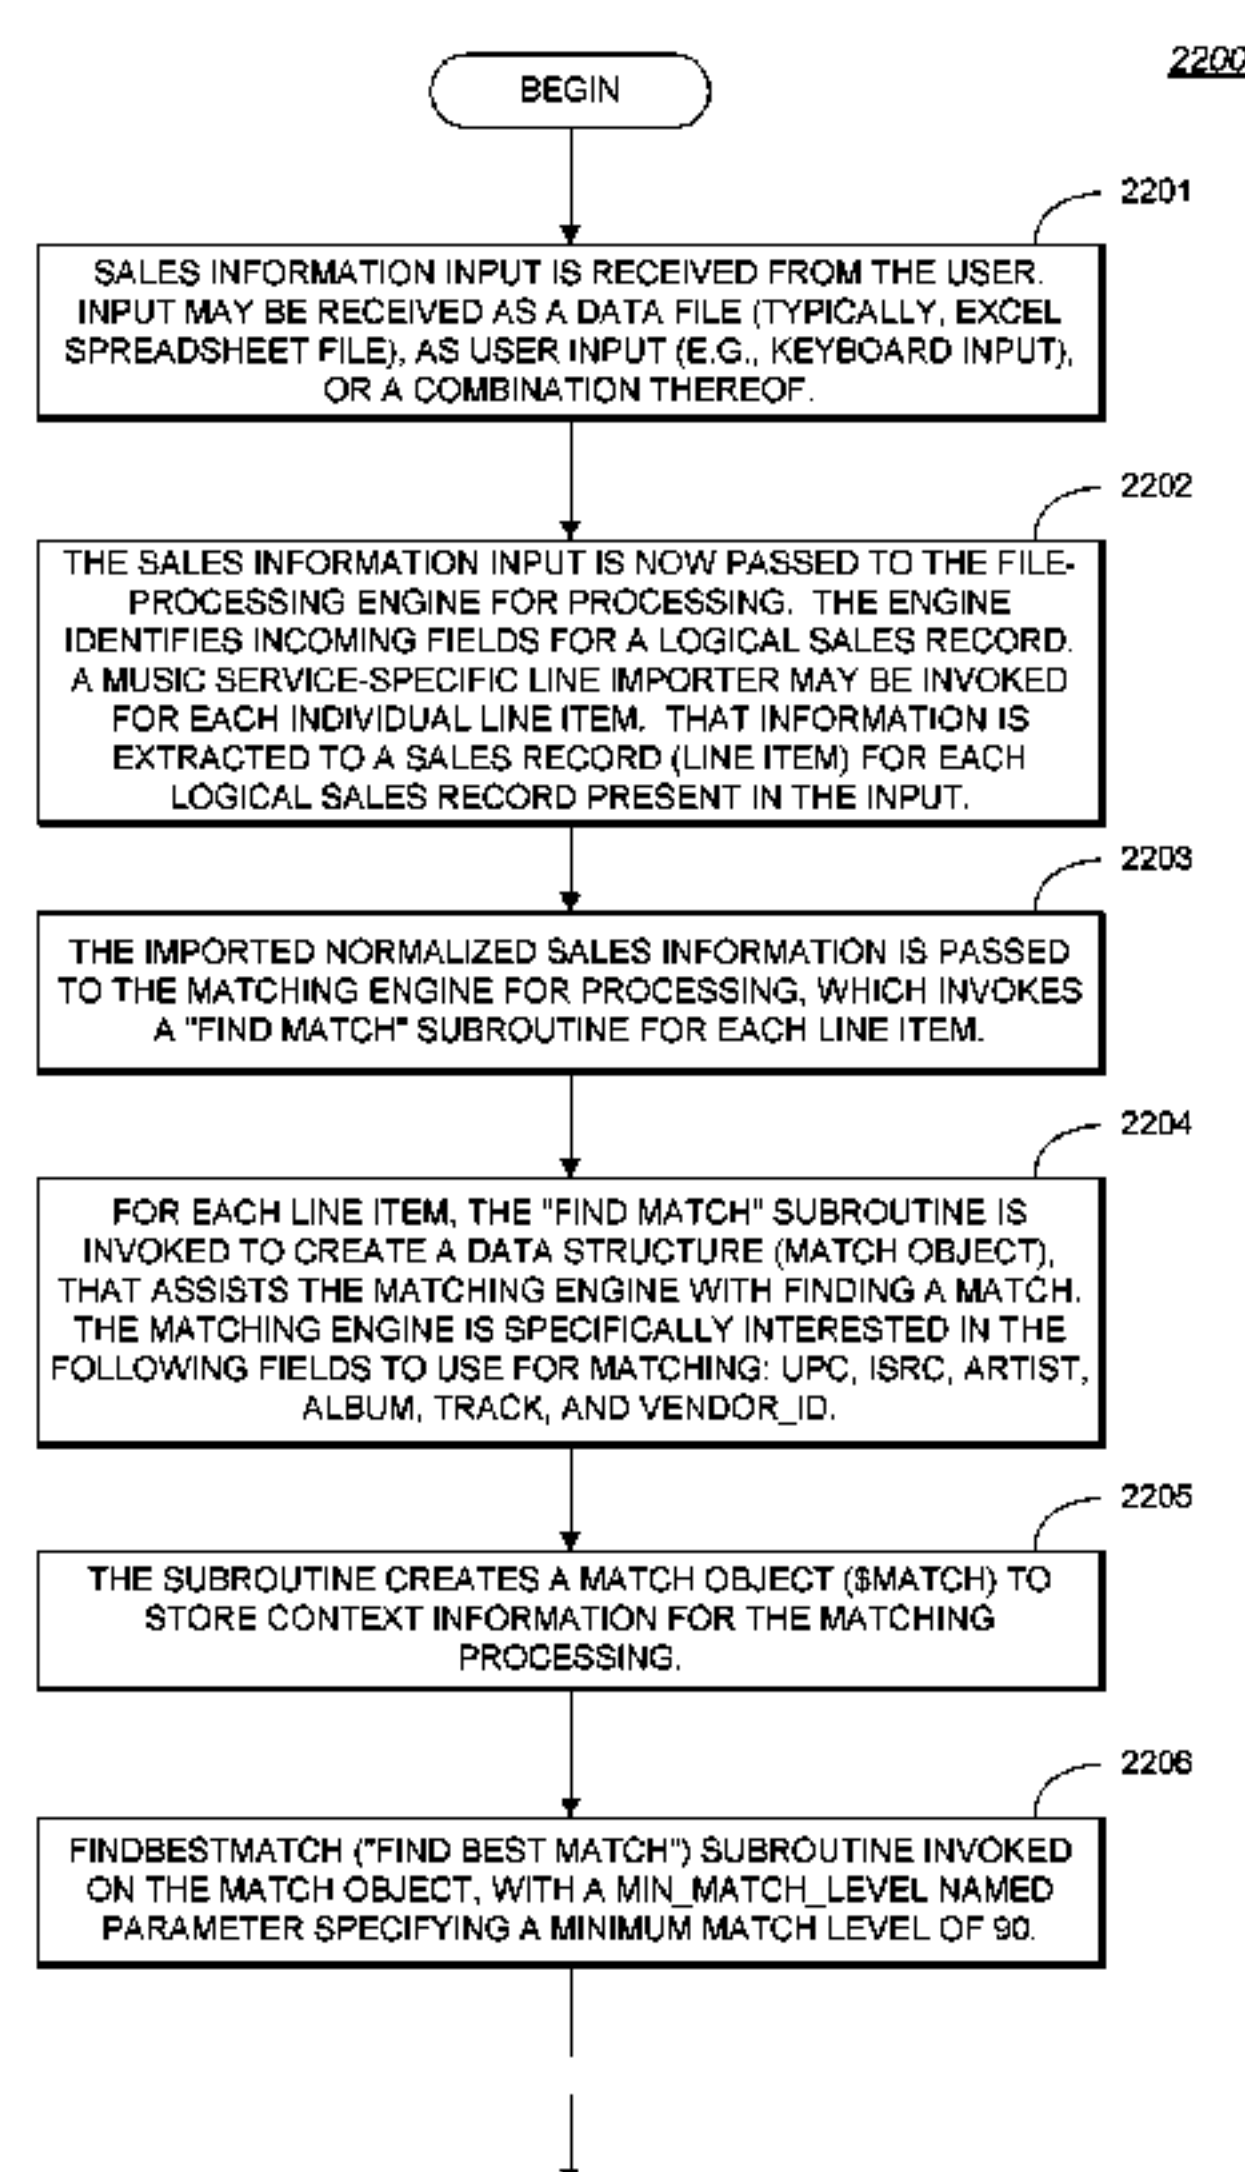 BEGIN
2200
2201
SALES INFORMATION INPUT IS RECEIVED FROM THE USER.
INPUT MAY BE RECEIVED AS A DATA FILE (TYPICALLY, EXCEL
SPREADSHEET FILE), AS USER INPUT (E.G., KEYBOARD INPUT),
OR A COMBINATION THEREOF.
2202
THE SALES INFORMATION INPUT IS NOW PASSED TO THE FILE-
PROCESSING ENGINE FOR PROCESSING. THE ENGINE
IDENTIFIES INCOMING FIELDS FOR A LOGICAL SALES RECORD.
A MUSIC SERVICE-SPECIFIC LINE IMPORTER MAY BE INVOKED
FOR EACH INDIVIDUAL LINE ITEM. THAT INFORMATION IS
EXTRACTED TO A SALES RECORD (LINE ITEM) FOR EACH
LOGICAL SALES RECORD PRESENT IN THE INPUT.
2203
THE IMPORTED NORMALIZED SALES INFORMATION IS PASSED
TO THE MATCHING ENGINE FOR PROCESSING, WHICH INVOKES
A "FIND MATCH" SUBROUTINE FOR EACH LINE ITEM.
2204
FOR EACH LINE ITEM, THE "FIND MATCH" SUBROUTINE IS
INVOKED TO CREATE A DATA STRUCTURE (MATCH OBJECT),
THAT ASSISTS THE MATCHING ENGINE WITH FINDING A MATCH.
THE MATCHING ENGINE IS SPECIFICALLY INTERESTED IN THE
FOLLOWING FIELDS TO USE FOR MATCHING: UPC, ISRC, ARTIST,
ALBUM, TRACK, AND VENDOR_ID.
2205
THE SUBROUTINE CREATES A MATCH OBJECT ($MATCH) TO
STORE CONTEXT INFORMATION FOR THE MATCHING
PROCESSING.
2206
FINDBESTMATCH ("FIND BEST MATCH") SUBROUTINE INVOKED
ON THE MATCH OBJECT, WITH A MIN_MATCH_LEVEL NAMED
PARAMETER SPECIFYING A MINIMUM MATCH LEVEL OF 90.